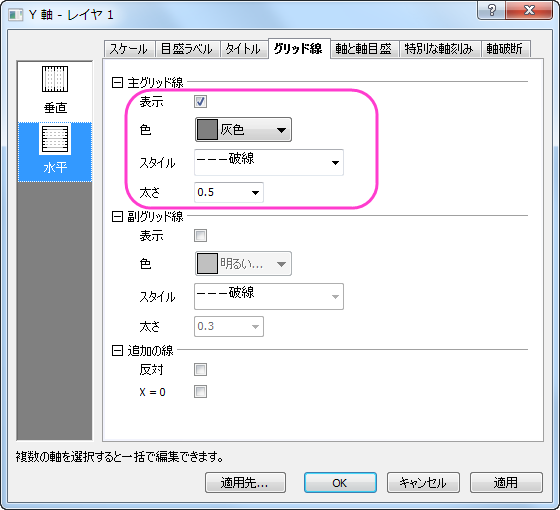 Y 軸 - レイヤ 1
スケール 目盛ラベル タイトル グリッド線 軸と軸目盛 特別な軸刻み 軸破断
垂直
水平
主グリッド線
表示
色 灰色
スタイル ---破線
太さ 0.5
副グリッド線
表示
色 明るい...
スタイル ---破線
太さ 0.3
追加の線
反対
X = 0
複数の軸を選択すると一括で編集できます。
適用先... OK キャンセル 適用